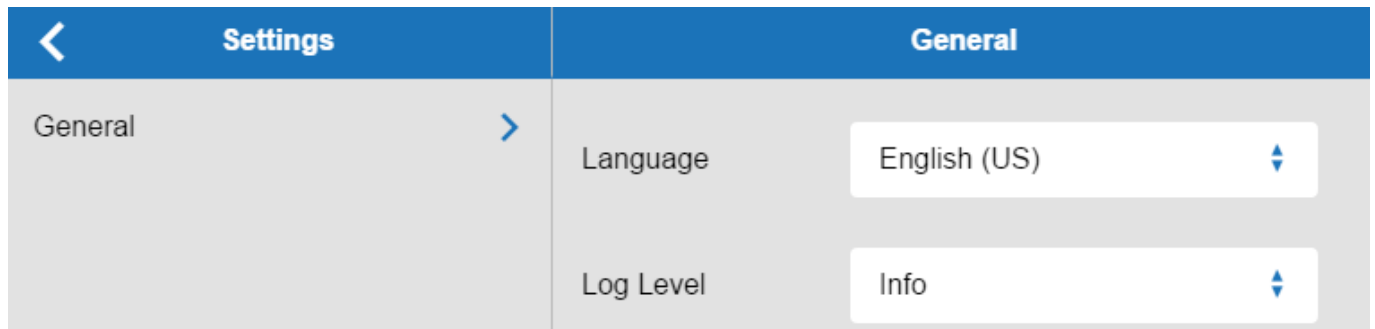 Settings
General
General
Language
English (US)
Log Level
Info